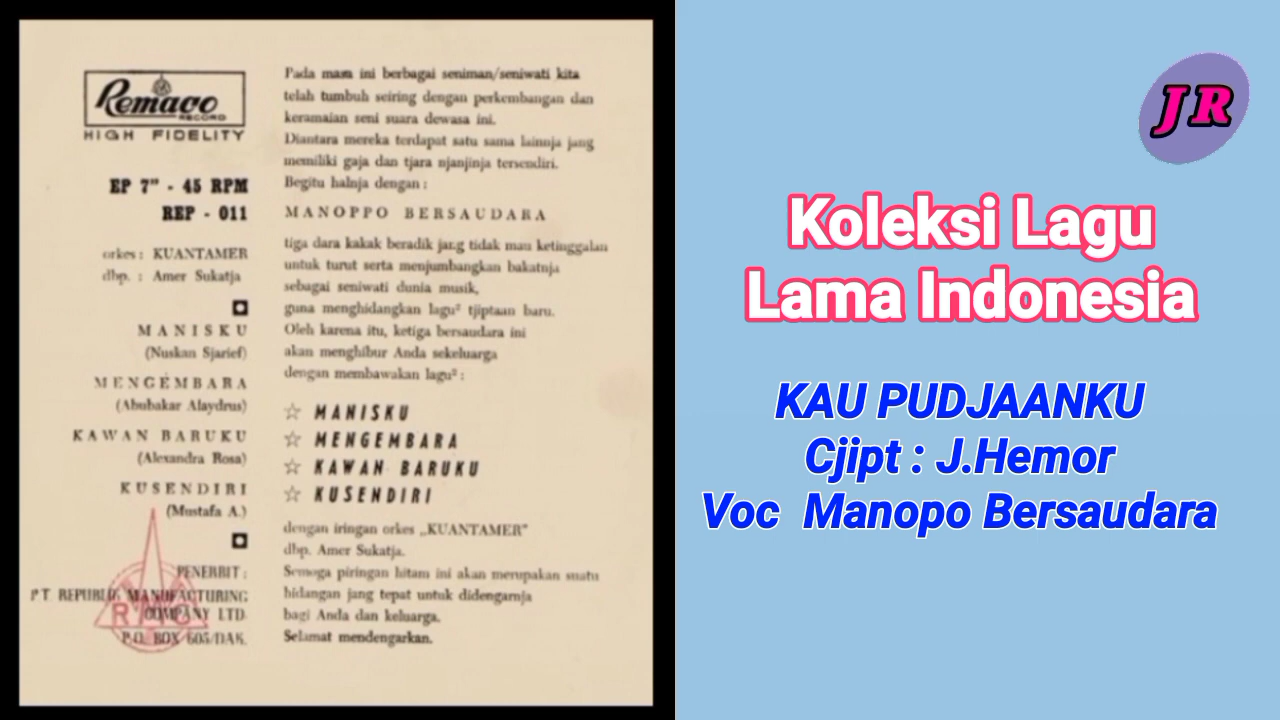 Remaco
RECORD
HIGH FIDELITY
EP 7" - 45 RPM
REP - 011
orkes : KUANTAMER
dbp. : Amer Sukatja
MANISKU
(Nuskan Sjarief)
MENGEMBARA
(Abubakar Alaydrus)
KAWAN BARUKU
(Alexandra Rosa)
KUSENDIRI
(Mustafa A.)
PENERBIT :
P.T. REPUBLIC MANUFACTURING
COMPANY LTD.
P.O. BOX 605/DAK.
RMC
Pada masa ini berbagai seniman/seniwati kita
telah tumbuh seiring dengan perkembangan dan
keramaian seni suara dewasa ini.
Diantara mereka terdapat satu sama lainnja jang
memiliki gaja dan tjara njanjinja tersendiri.
Begitu halnja dengan :
MANOPPO BERSAUDARA
tiga dara kakak beradik jang tidak mau ketinggalan
untuk turut serta menjumbangkan bakatnja
sebagai seniwati dunia musik,
guna menghidangkan lagu² tjiptaan baru.
Oleh karena itu, ketiga bersaudara ini
akan menghibur Anda sekeluarga
dengan membawakan lagu² :
☆ MANISKU
☆ MENGEMBARA
☆ KAWAN BARUKU
☆ KUSENDIRI
dengan iringan orkes „KUANTAMER"
dbp. Amer Sukatja.
Semoga piringan hitam ini akan merupakan suatu
hidangan jang tepat untuk didengarnja
bagi Anda dan keluarga.
Selamat mendengarkan.
JR
Koleksi Lagu
Lama Indonesia
KAU PUDJAANKU
Cjipt : J.Hemor
Voc Manopo Bersaudara